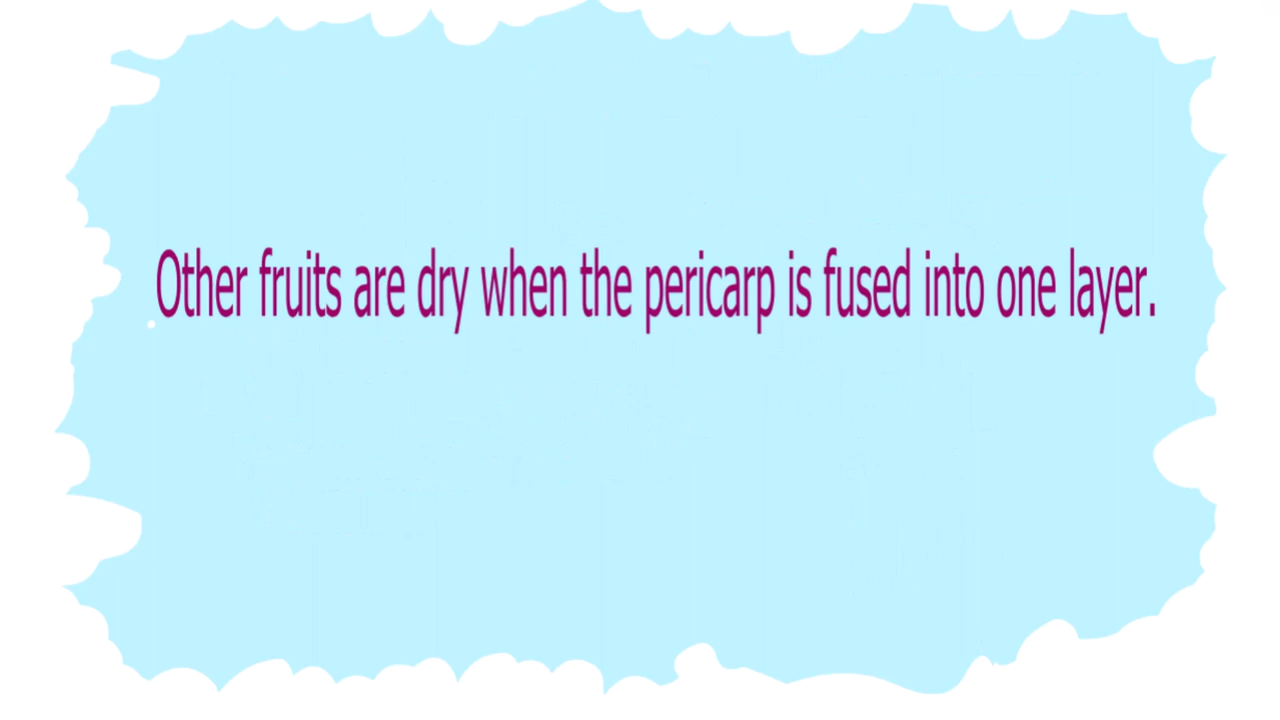 Other fruits are dry when the pericarp is fused into one layer.